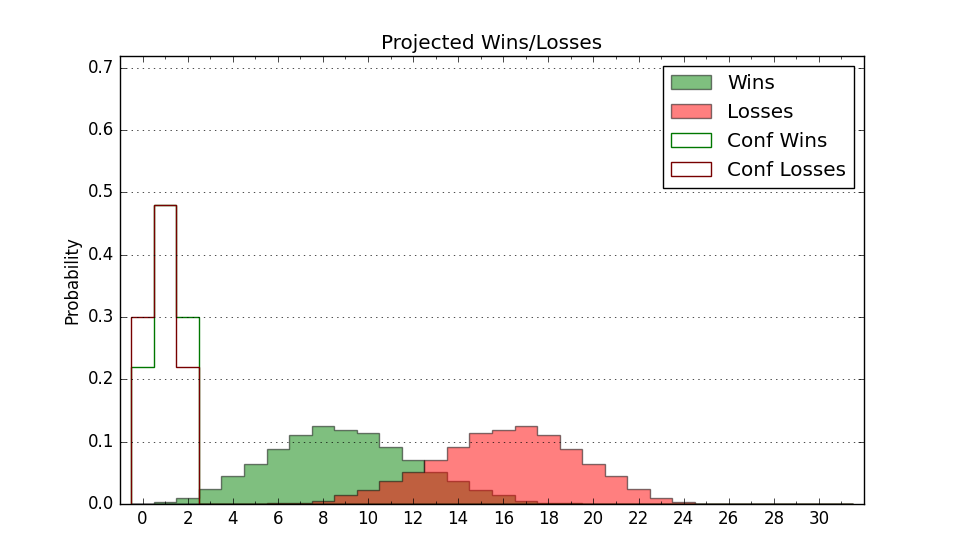 Projected Wins/Losses
0.7
0.6
0.5
0.4
0.3
0.2
0.1
0.0
Probability
Wins
Losses
Conf Wins
Conf Losses
0 2 4 6 8 10 12 14 16 18 20 22 24 26 28 30